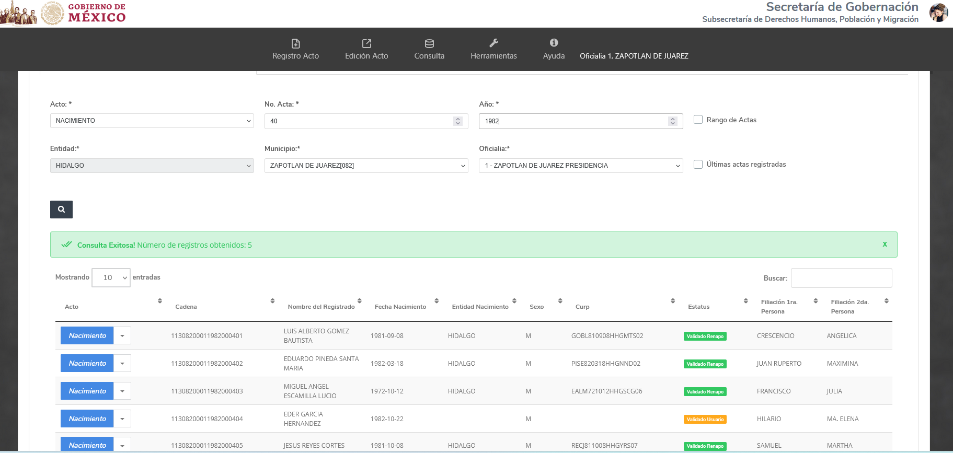 GOBIERNO DE
MÉXICO
Secretaría de Gobernación
Subsecretaría de Derechos Humanos, Población y Migración
Registro Acto Edición Acto Consulta Herramientas Ayuda Oficialia 1, ZAPOTLAN DE JUAREZ
Acto: * No. Acta: * Año: *
NACIMIENTO 40 1982 Rango de Actas
Entidad:* Municipio:* Oficialia:*
HIDALGO ZAPOTLAN DE JUAREZ[082] 1 - ZAPOTLAN DE JUAREZ PRESIDENCIA Últimas actas registradas
Consulta Exitosa! Número de registros obtenidos: 5 X
Mostrando 10 entradas Buscar:
Acto Cadena Nombre del Registrado Fecha Nacimiento Entidad Nacimiento Sexo Curp Estatus Filiación 1ra. Persona Filiación 2da. Persona
Nacimiento 11308200011982000401 LUIS ALBERTO GOMEZ BAUTISTA 1981-09-08 HIDALGO M GOBL810908HHGMTS02 Validado Renapo CRESCENCIO ANGELICA
Nacimiento 11308200011982000402 EDUARDO PINEDA SANTA MARIA 1982-03-18 HIDALGO M PISE820318HHGNND02 Validado Renapo JUAN RUPERTO MAXIMINA
Nacimiento 11308200011982000403 MIGUEL ANGEL ESCAMILLA LUCIO 1972-10-12 HIDALGO M EALM721012HHGSCG06 Validado Renapo FRANCISCO JULIA
Nacimiento 11308200011982000404 EDER GARCIA HERNANDEZ 1982-10-22 M Validado Usuario HILARIO MA. ELENA
Nacimiento 11308200011982000405 JESUS REYES CORTES 1981-10-08 HIDALGO M RECJ811008HHGYRS07 Validado Renapo SAMUEL MARTHA